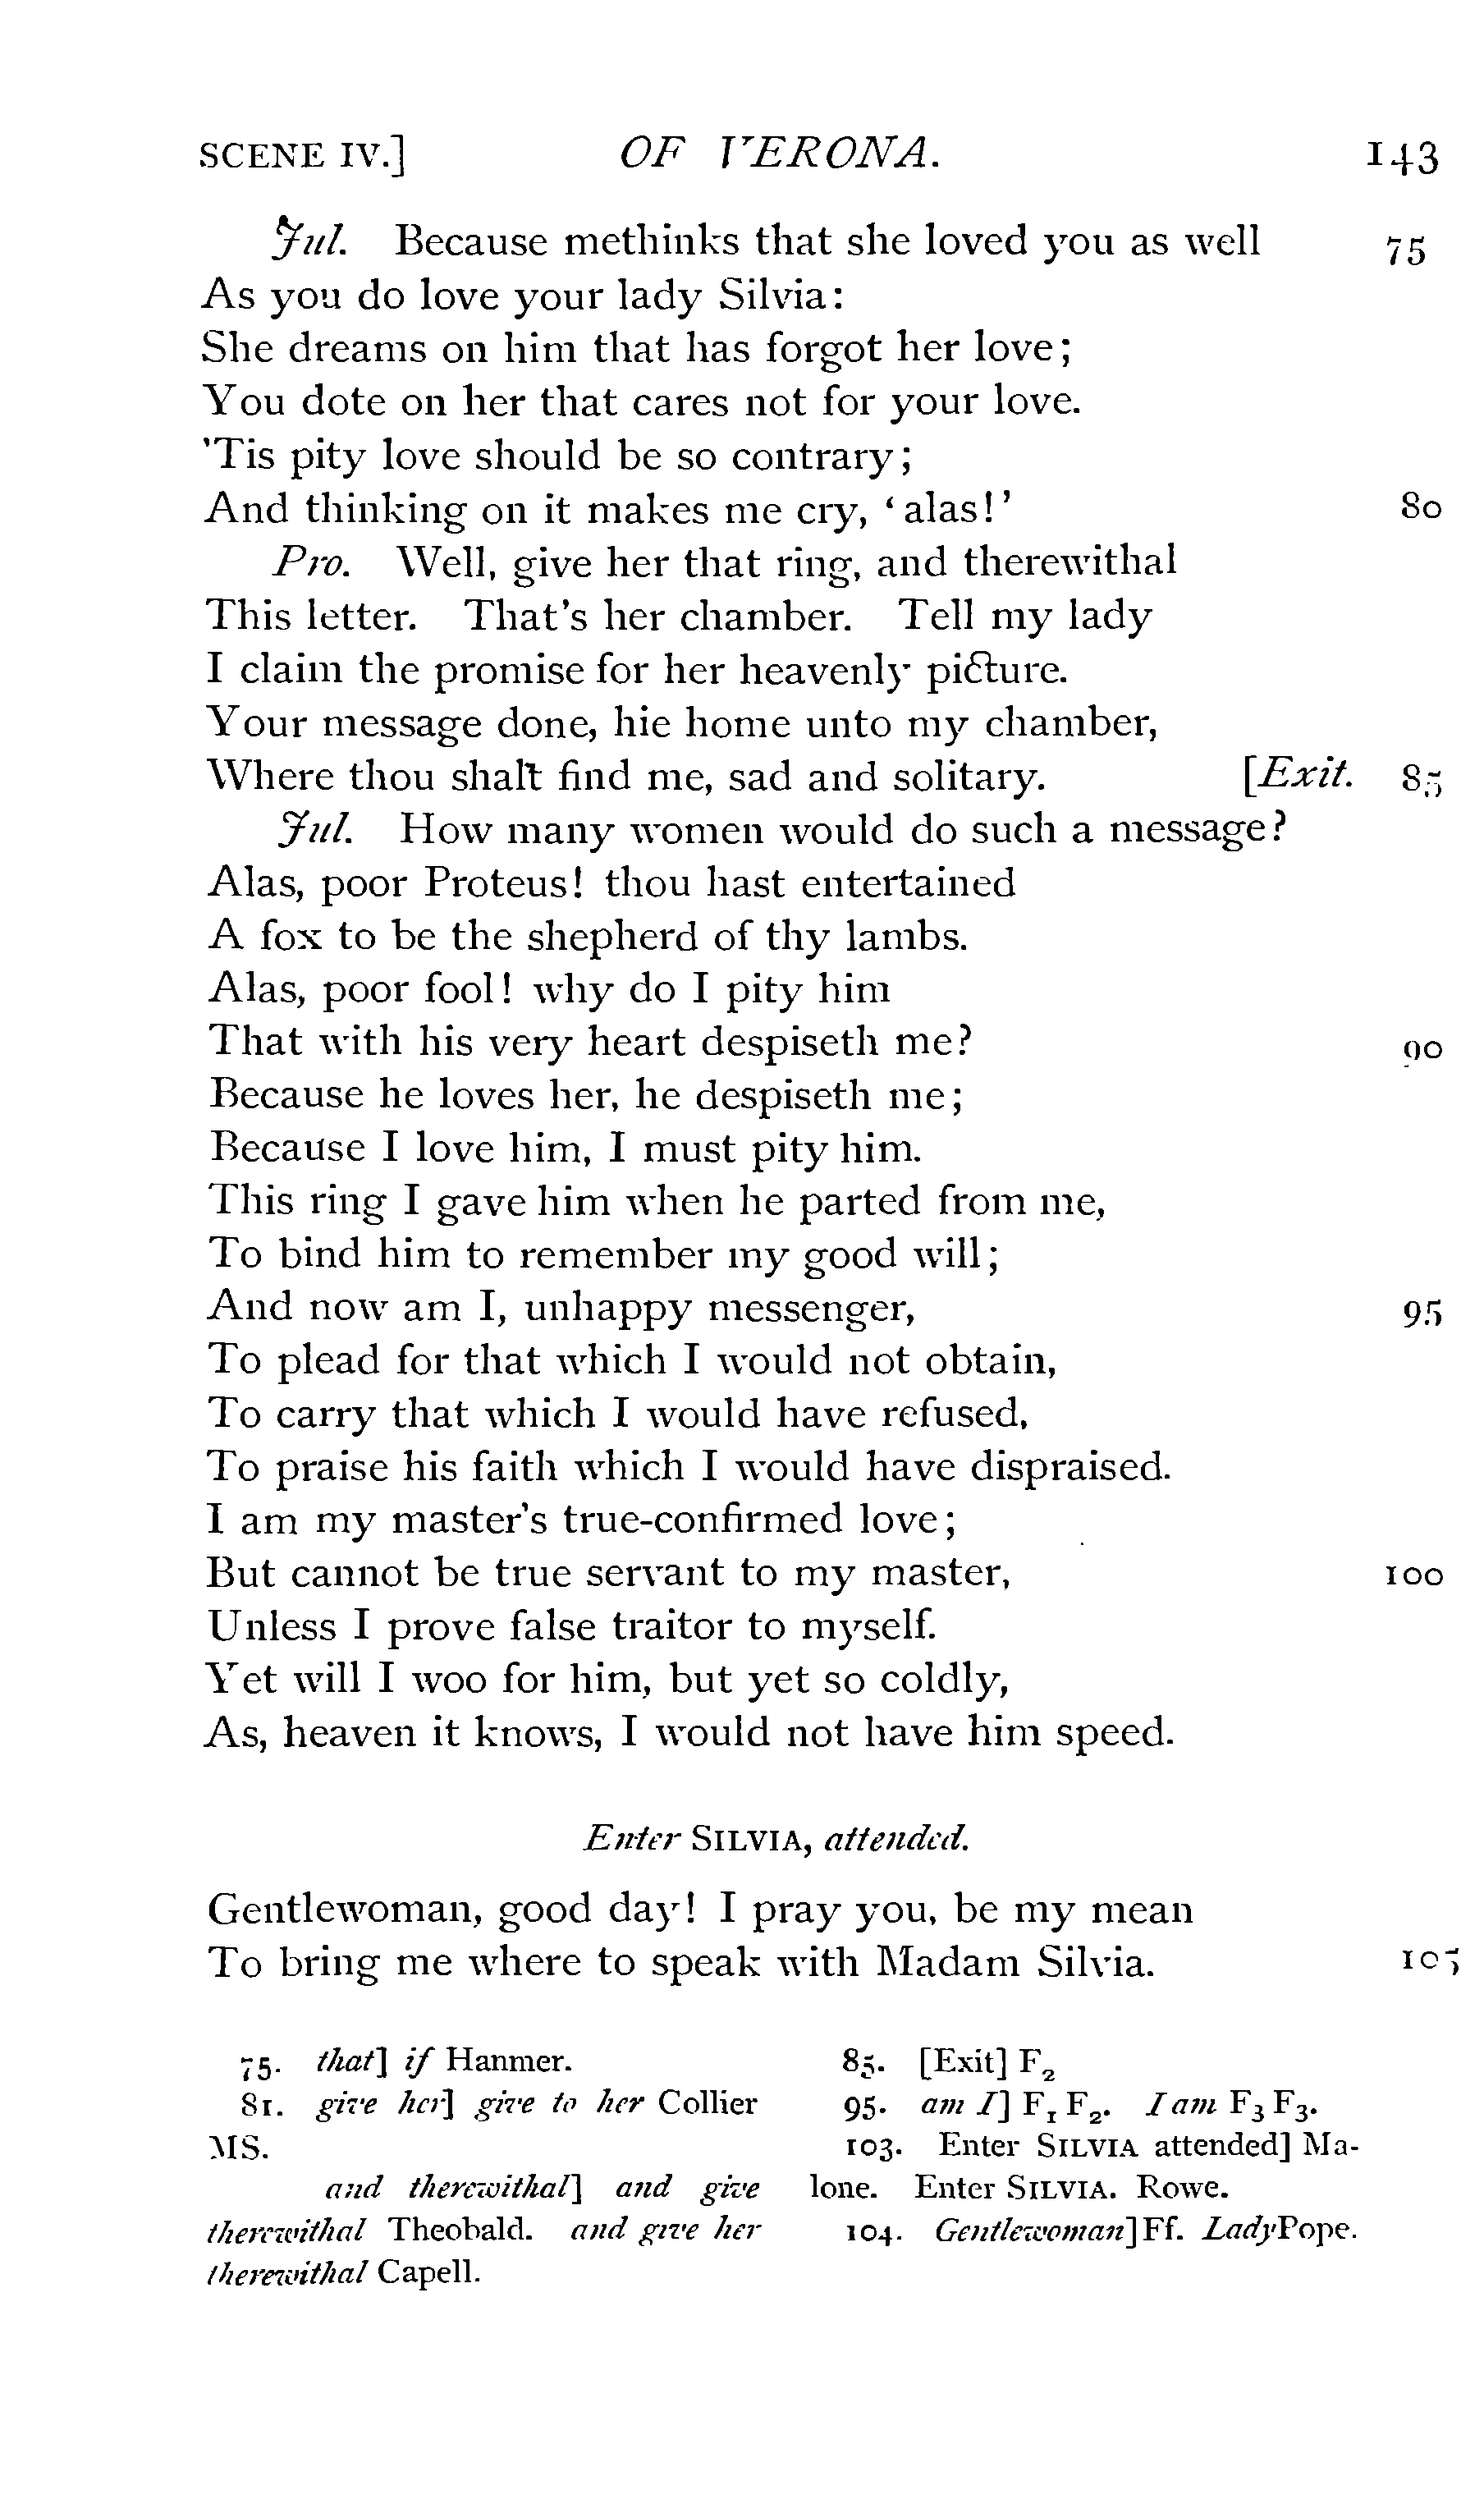 SCENE IV.] OF VERONA. 143
Jul. Because methinks that she loved you as well 75
As you do love your lady Silvia:
She dreams on him that has forgot her love;
You dote on her that cares not for your love.
'Tis pity love should be so contrary;
And thinking on it makes me cry, 'alas!' 80
Pro. Well, give her that ring, and therewithal
This letter. That's her chamber. Tell my lady
I claim the promise for her heavenly picture.
Your message done, hie home unto my chamber,
Where thou shalt find me, sad and solitary. [Exit. 85
Jul. How many women would do such a message?
Alas, poor Proteus! thou hast entertained
A fox to be the shepherd of thy lambs.
Alas, poor fool! why do I pity him
That with his very heart despiseth me? 90
Because he loves her, he despiseth me;
Because I love him, I must pity him.
This ring I gave him when he parted from me,
To bind him to remember my good will;
And now am I, unhappy messenger, 95
To plead for that which I would not obtain,
To carry that which I would have refused,
To praise his faith which I would have dispraised.
I am my master's true-confirmed love;
But cannot be true servant to my master, 100
Unless I prove false traitor to myself.
Yet will I woo for him, but yet so coldly,
As, heaven it knows, I would not have him speed.
Enter SILVIA, attended.
Gentlewoman, good day! I pray you, be my mean
To bring me where to speak with Madam Silvia. 105
75. that] if Hanmer.
81. give her] give to her Collier
MS.
and therewithal] and give
therewithal Theobald. and give her
therewithal Capell.
85. [Exit] F2
95. am I] F1 F2. I am F3 F3.
103. Enter SILVIA attended] Ma-
lone. Enter SILVIA. Rowe.
104. Gentlewoman] Ff. Lady Pope.